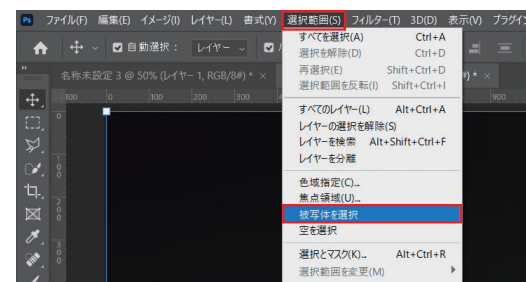 Ps ファイル(F) 編集(E) イメージ(I) レイヤー(L) 書式(Y) 選択範囲(S) フィルター(T) 3D(D) 表示(V) プラグイン
自動選択： レイヤー
名称未設定 3 @ 50% (レイヤー 1, RGB/8#) * × #) * ×
100 0 100 200 300 900
0
100
200
300
すべてを選択(A) Ctrl+A
選択を解除(D) Ctrl+D
再選択(E) Shift+Ctrl+D
選択範囲を反転(I) Shift+Ctrl+I
すべてのレイヤー(L) Alt+Ctrl+A
レイヤーの選択を解除(S)
レイヤーを検索 Alt+Shift+Ctrl+F
レイヤーを分離
色域指定(C)...
焦点領域(U)...
被写体を選択
空を選択
選択とマスク(K)... Alt+Ctrl+R
選択範囲を変更(M)